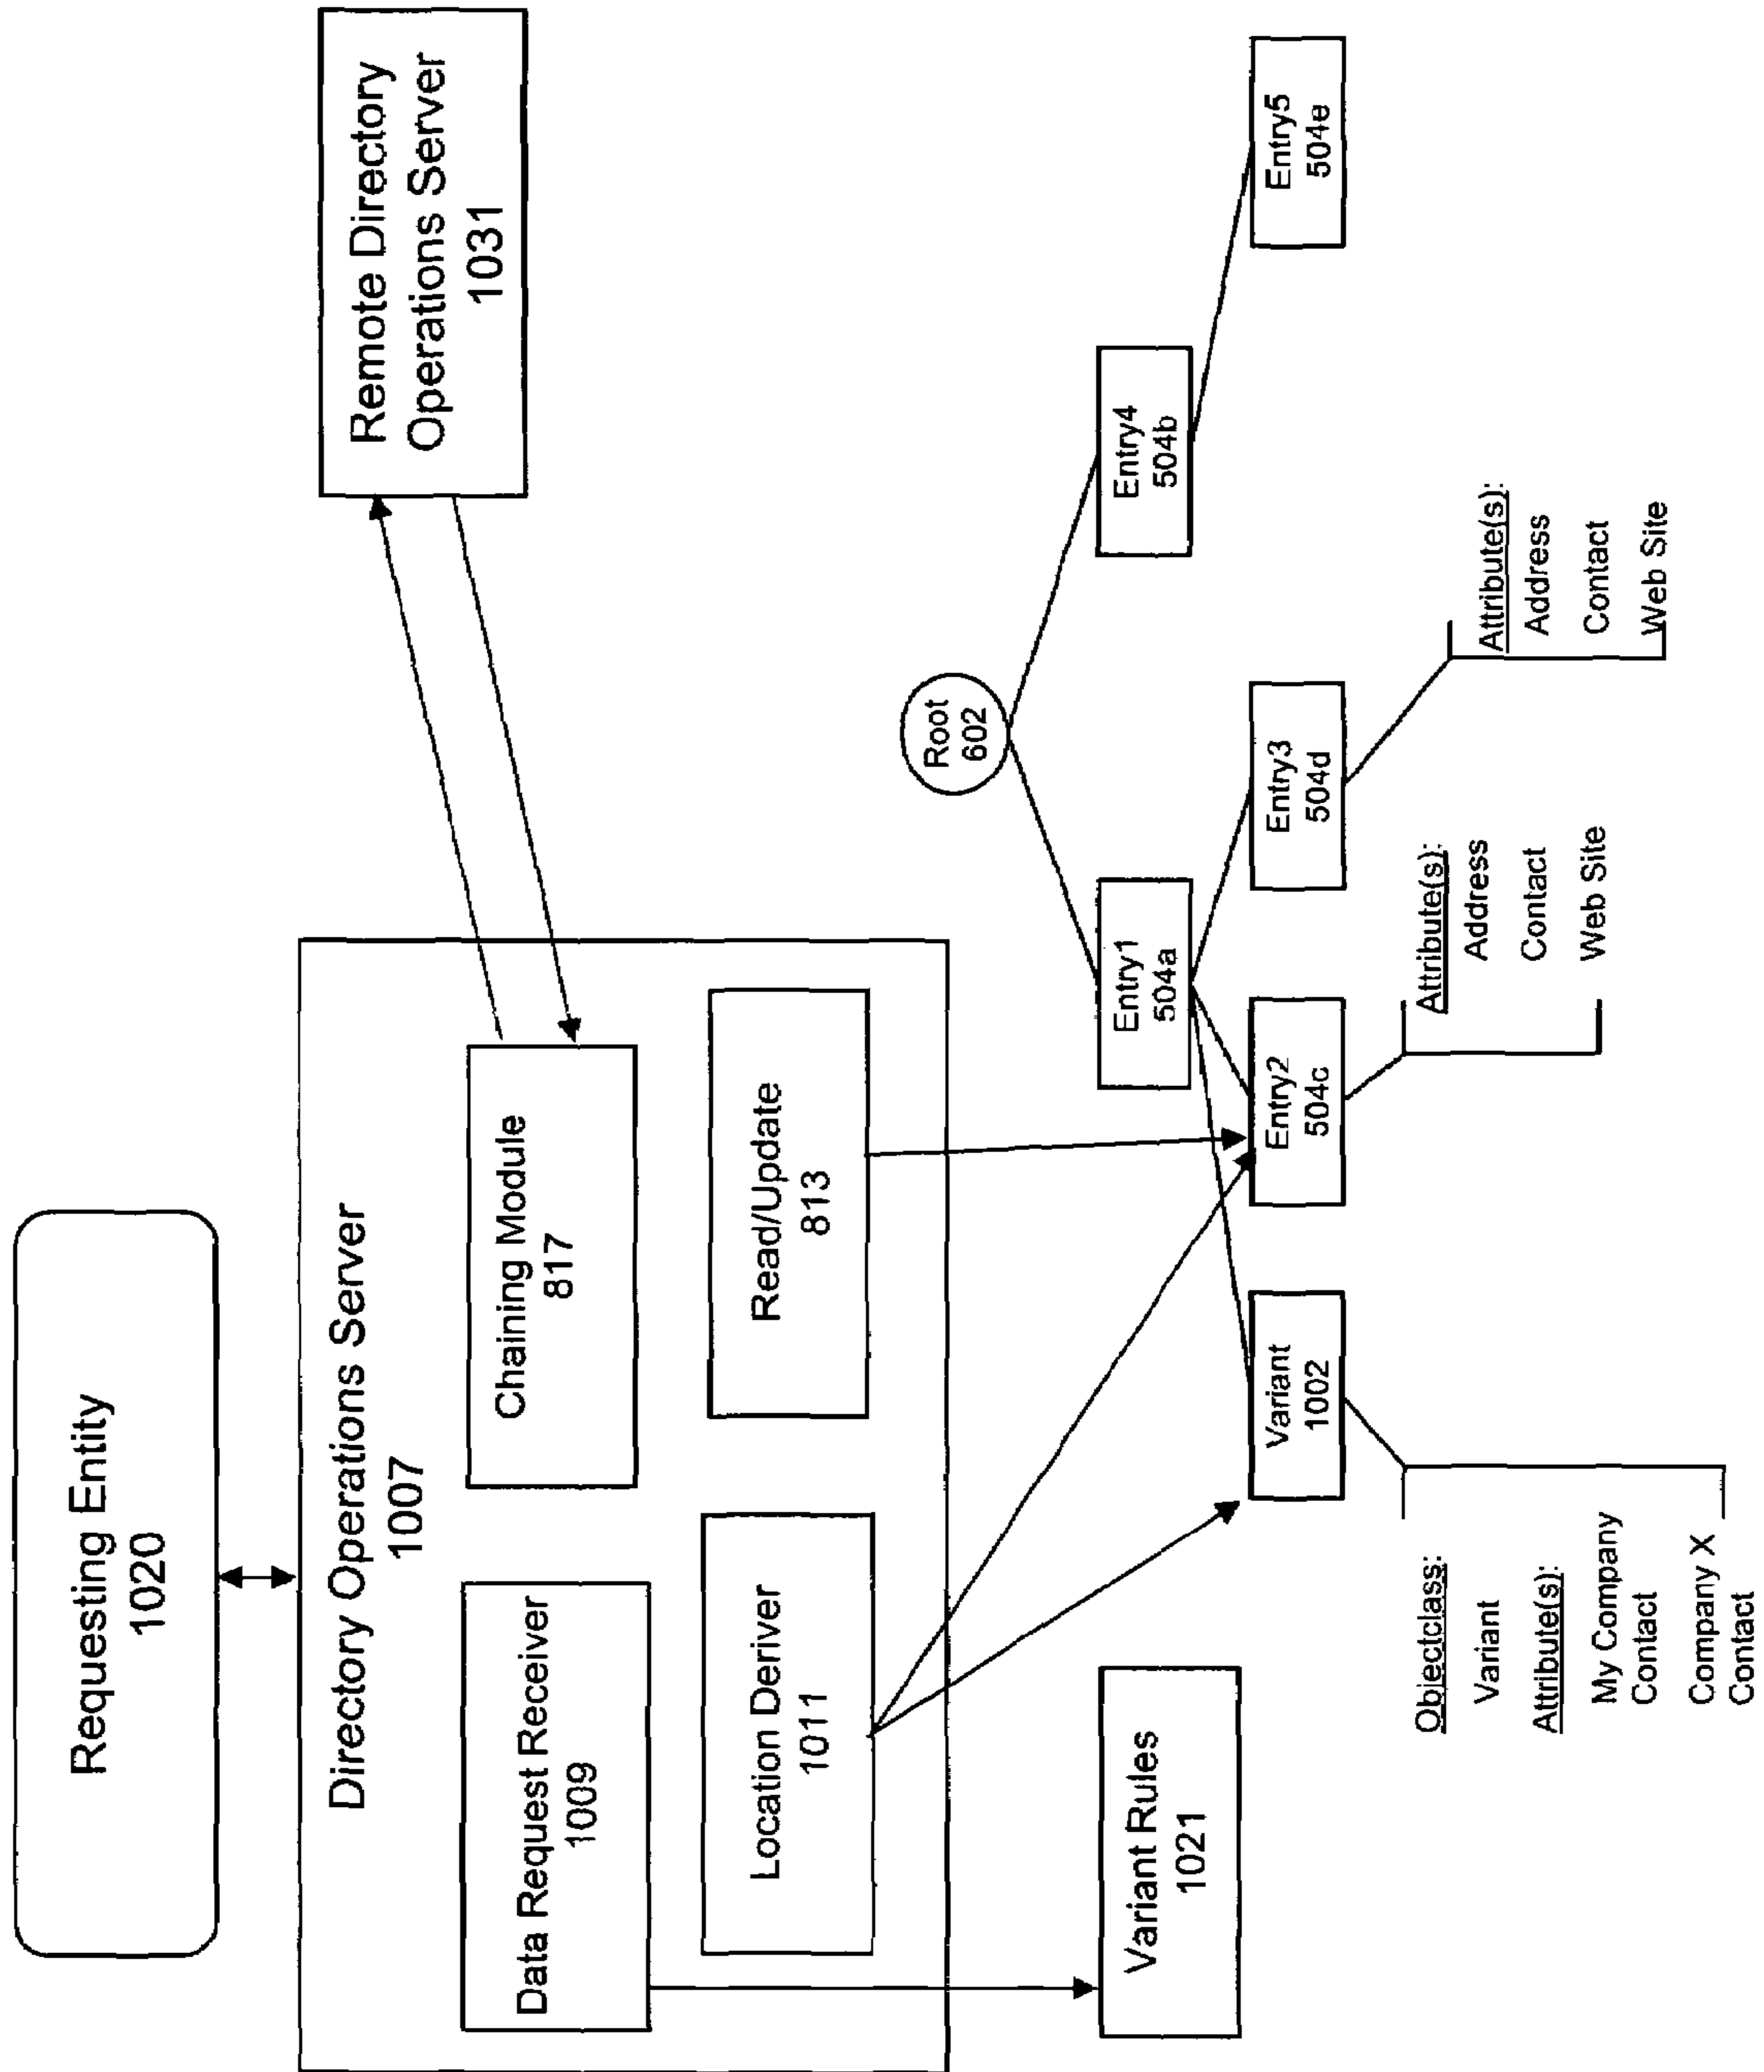 Requesting Entity
1020
Directory Operations Server
1007
Remote Directory
Operations Server
1031
Data Request Receiver
1009
Chaining Module
817
Location Deriver
1011
Read/Update
813
Variant Rules
1021
Root
602
Entry1
504a
Entry4
504b
Variant
1002
Entry2
504c
Entry3
504d
Entry5
504e
Objectclass:
Variant
Attribute(s):
My Company
Contact
Company X
Contact
Attribute(s):
Address
Contact
Web Site
Attribute(s):
Address
Contact
Web Site